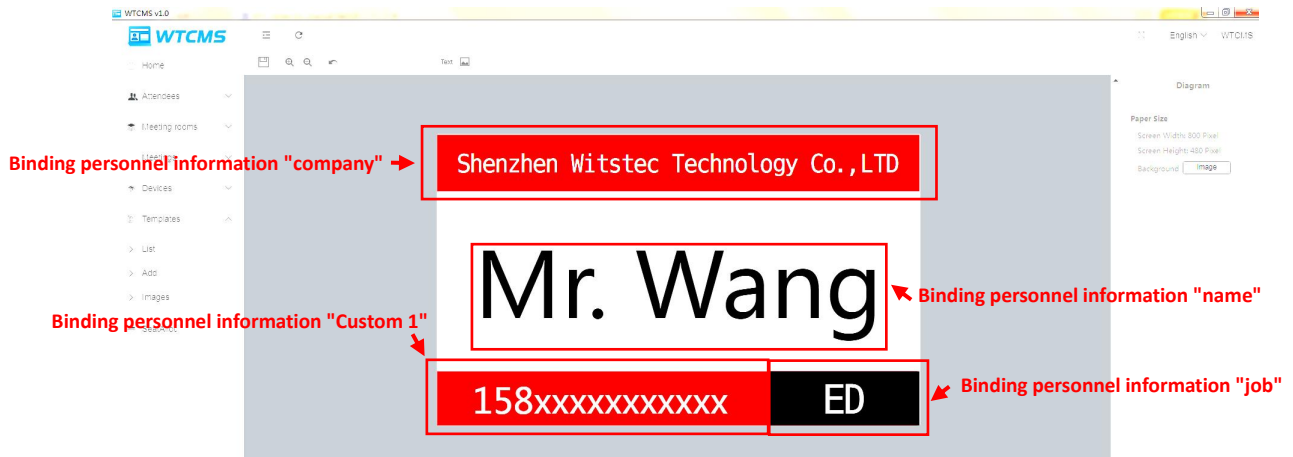 WTCMS v1.0
WTCMS
English WTCMS
Home
Text
Diagram
Attendees
Paper Size
Meeting rooms
Screen Width: 800 Pixel
Shenzhen Witstec Technology Co.,LTD
Screen Height: 480 Pixel
Binding personnel information "company"
Background Image
Devices
Templates
List
Mr. Wang
Add
Images
Binding personnel information "name"
Binding personnel information "Custom 1"
158xxxxxxxxxxx ED
Binding personnel information "job"